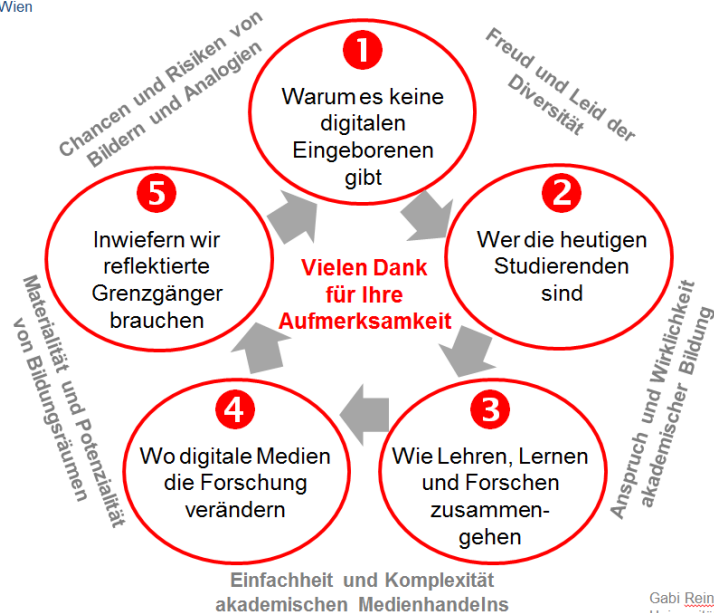 Wien
Chancen und Risiken von
Bildern und Analogien
1
Warum es keine
digitalen
Eingeborenen
gibt
Freud und Leid der
Diversität
2
Wer die heutigen
Studierenden
sind
Anspruch und Wirklichkeit
akademischer Bildung
3
Wie Lehren, Lernen
und Forschen
zusammen-
gehen
Einfachheit und Komplexität
akademischen Medienhandelns
4
Wo digitale Medien
die Forschung
verändern
Materialität und Potenzialität
von Bildungsräumen
5
Inwiefern wir
reflektierte
Grenzgänger
brauchen
Vielen Dank
für Ihre
Aufmerksamkeit
Gabi Rein